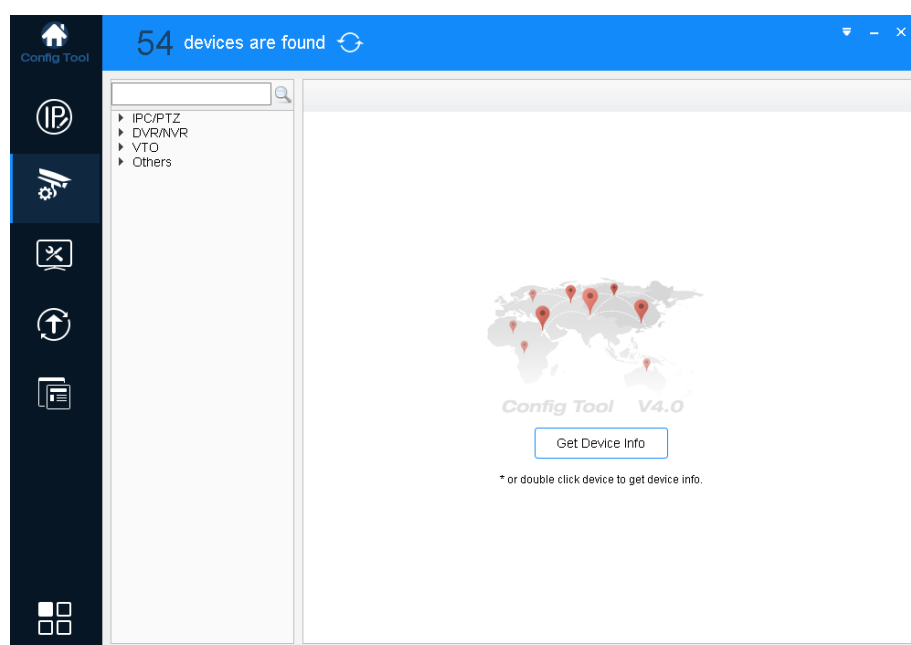 Config Tool
54 devices are found
IPC/PTZ
DVR/NVR
VTO
Others
Config Tool V4.0
Get Device Info
* or double click device to get device info.